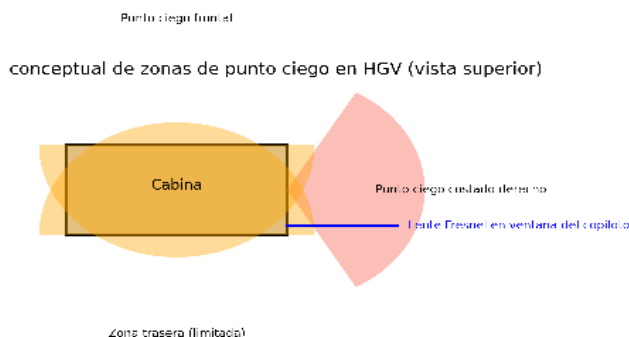 Punto ciego frontal
conceptual de zonas de punto ciego en HGV (vista superior)
Cabina
Punto ciego costado derecho
Lente Fresnel en ventana del copiloto
Zona trasera (limitada)